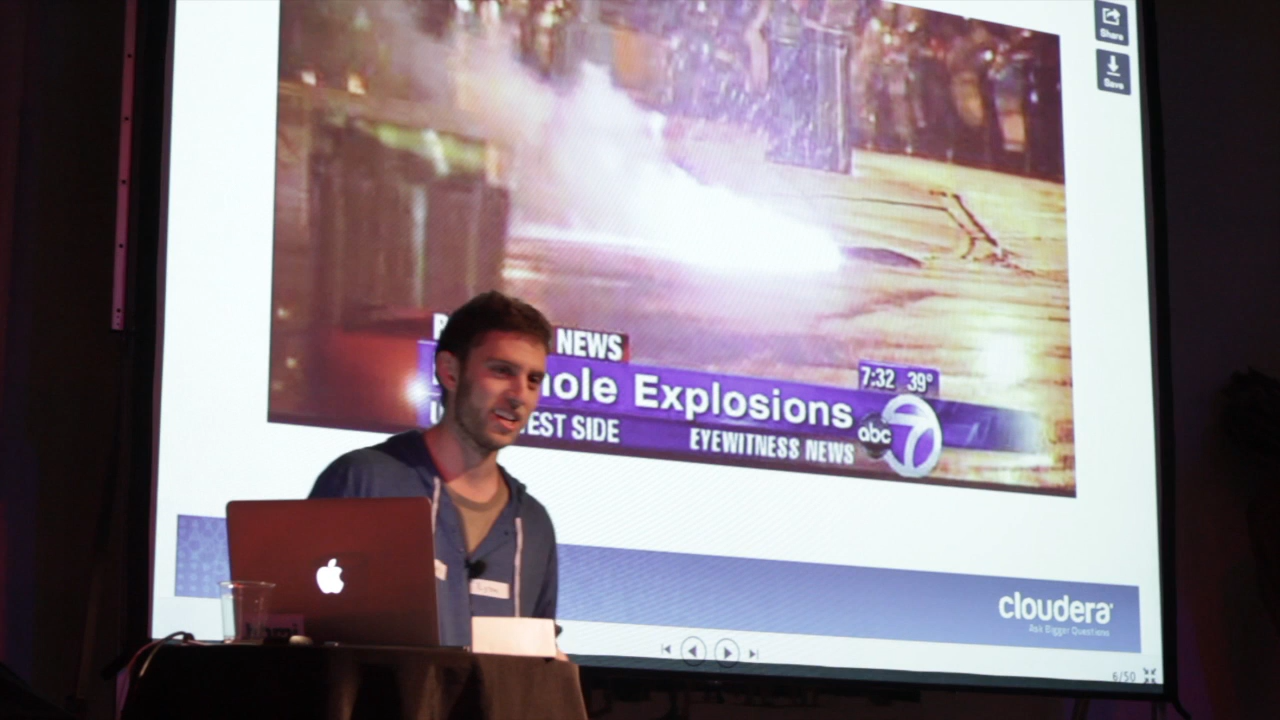 Share
Save
NEWS
7:32 39°
hole Explosions
EST SIDE
EYEWITNESS NEWS
abc 7
cloudera
Ask Bigger Questions
6/50